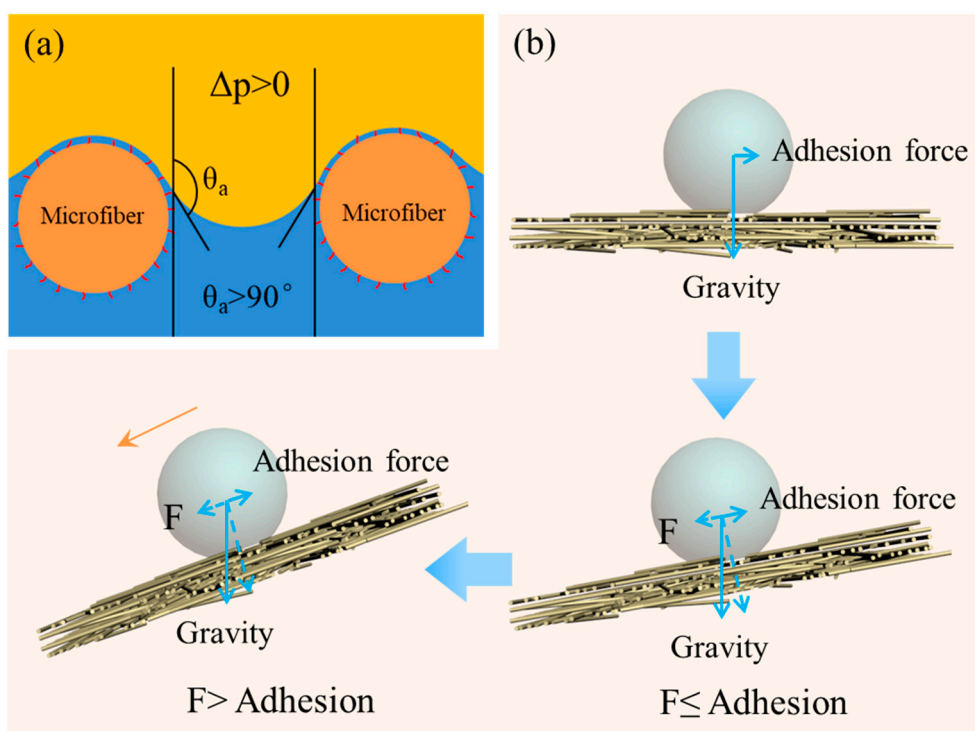 (a)
Δp>0
θa
Microfiber
Microfiber
θa>90°
(b)
Adhesion force
Gravity
Adhesion force
F
Gravity
F> Adhesion
Adhesion force
F
Gravity
F≤ Adhesion